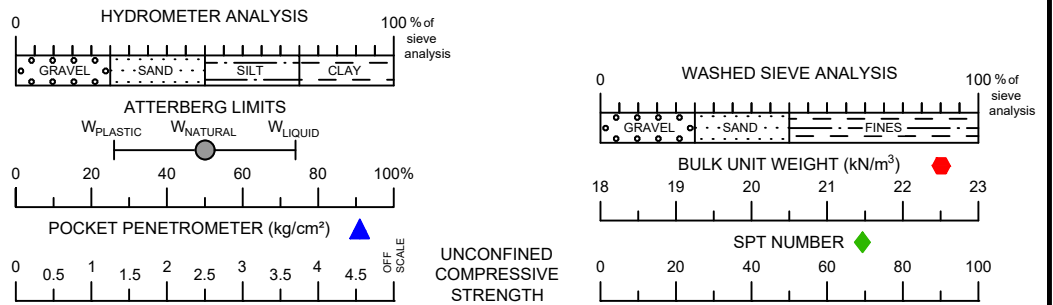 HYDROMETER ANALYSIS
0
100 % of
sieve
analysis
GRAVEL SAND SILT CLAY
ATTERBERG LIMITS
W_PLASTIC W_NATURAL W_LIQUID
0 20 40 60 80 100%
POCKET PENETROMETER (kg/cm²)
OFF
SCALE
0 0.5 1 1.5 2 2.5 3 3.5 4 4.5
UNCONFINED
COMPRESSIVE
STRENGTH
WASHED SIEVE ANALYSIS
0
100 % of
sieve
analysis
GRAVEL SAND FINES
BULK UNIT WEIGHT (kN/m³)
18 19 20 21 22 23
SPT NUMBER
0 20 40 60 80 100